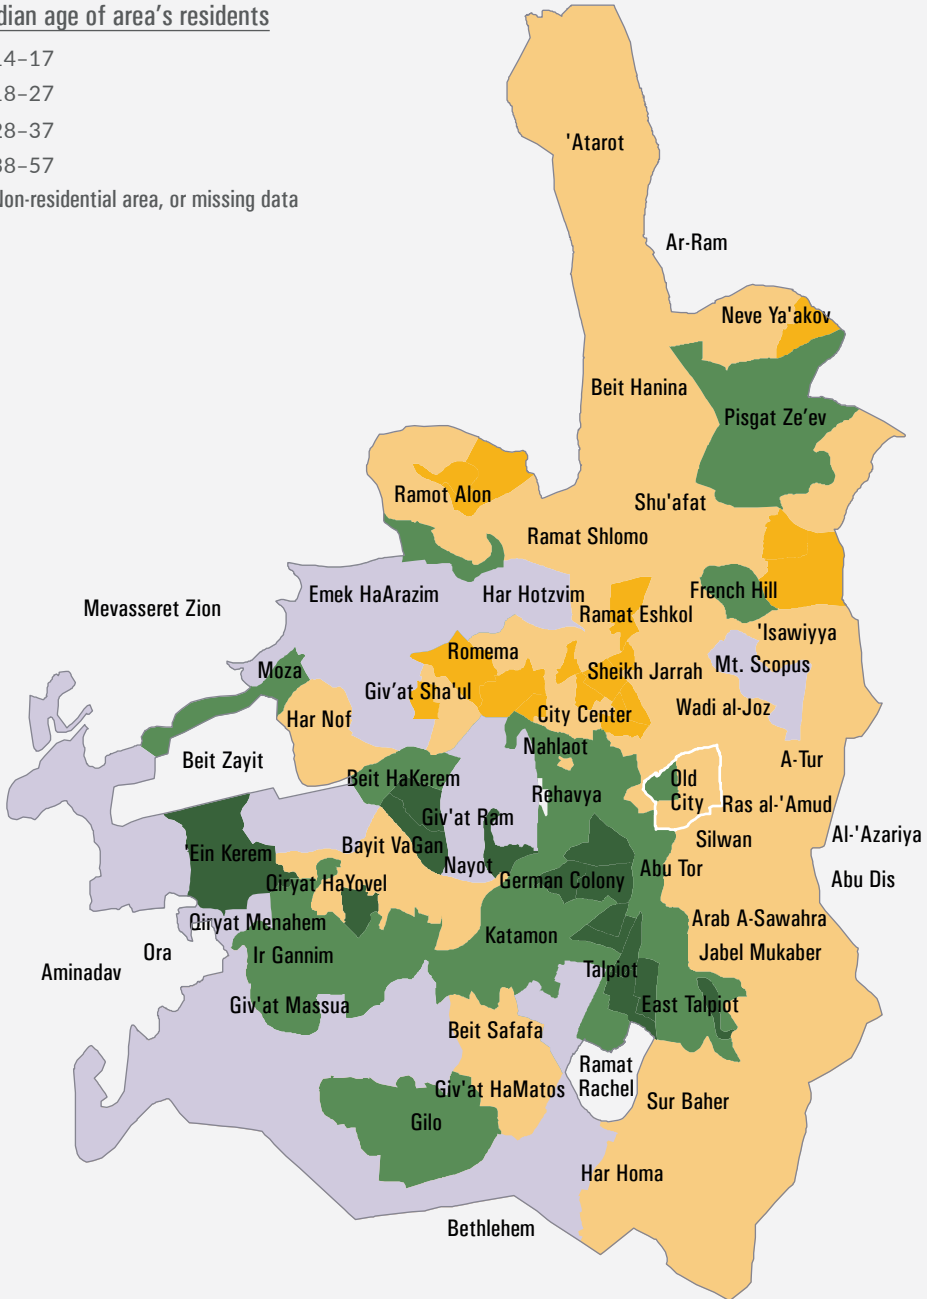 dian age of area's residents
4–17
8–27
28–37
38–57
Non-residential area, or missing data
'Atarot
Ar-Ram
Neve Ya'akov
Beit Hanina
Pisgat Ze'ev
Ramot Alon
Shu'afat
Ramat Shlomo
Emek HaArazim
Har Hotzvim
French Hill
Mevasseret Zion
Ramat Eshkol
'Isawiyya
Romema
Mt. Scopus
Moza
Sheikh Jarrah
Giv'at Sha'ul
Wadi al-Joz
Har Nof
City Center
Nahlaot
Beit Zayit
A-Tur
Beit HaKerem
Old
City
Rehavya
Ras al-'Amud
Giv'at Ram
Al-'Azariya
Silwan
Bayit VaGan
'Ein Kerem
Nayot
Abu Tor
German Colony
Abu Dis
Qiryat HaYovel
Qiryat Menahem
Arab A-Sawahra
Katamon
Ora
Ir Gannim
Jabel Mukaber
Aminadav
Talpiot
Giv'at Massua
East Talpiot
Beit Safafa
Ramat
Rachel
Giv'at HaMatos
Sur Baher
Gilo
Har Homa
Bethlehem